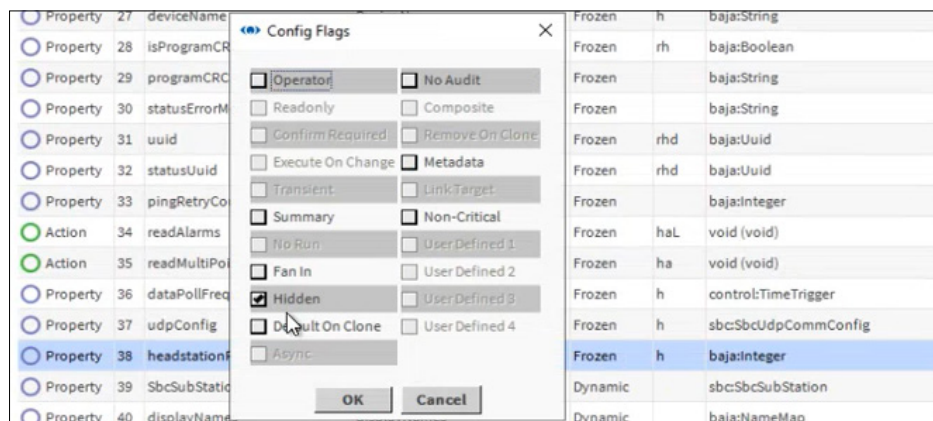 Property 27 deviceName Frozen h baja:String
Config Flags
Property 28 isProgramCR Frozen rh baja:Boolean
Property 29 programCRC Frozen baja:String
Property 30 statusErrorM Frozen baja:String
Property 31 uuid Frozen rhd baja:Uuid
Property 32 statusUuid Frozen rhd baja:Uuid
Property 33 pingRetryCo Frozen baja:Integer
Action 34 readAlarms Frozen haL void (void)
Action 35 readMultiPoi Frozen ha void (void)
Property 36 dataPollFreq Frozen h control:TimeTrigger
Property 37 udpConfig Frozen h sbc:SbcUdpCommConfig
Property 38 headstation Frozen h baja:Integer
Property 39 SbcSubStatio Dynamic sbc:SbcSubStation
Property 40 displayName Dynamic baja:NameMap
Operator No Audit
Readonly Composite
Confirm Required Remove On Clone
Execute On Change Metadata
Transient Link Target
Summary Non-Critical
No Run User Defined 1
Fan In User Defined 2
Hidden User Defined 3
Default On Clone User Defined 4
Async
OK Cancel